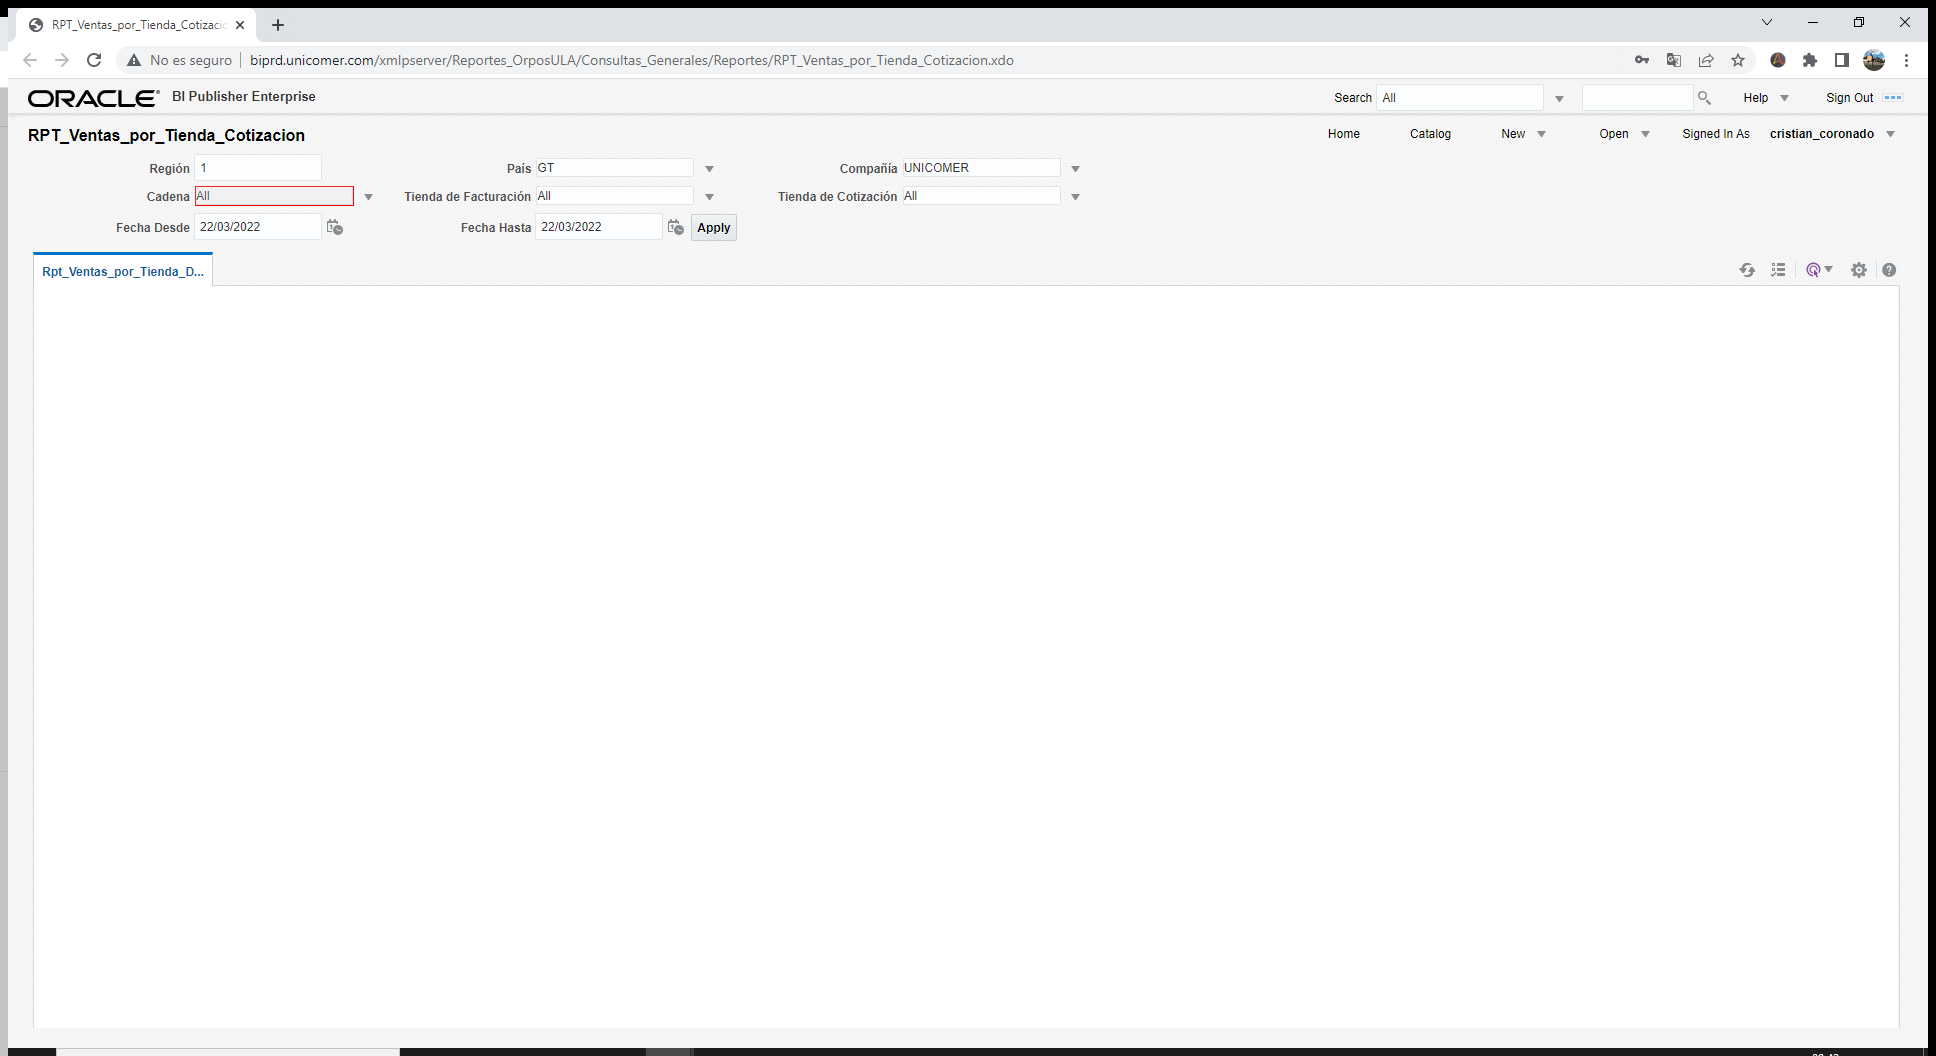 RPT_Ventas_por_Tienda_Cotizaci
No es seguro biprd.unicomer.com/xmlpserver/Reportes_OrposULA/Consultas_Generales/Reportes/RPT_Ventas_por_Tienda_Cotizacion.xdo
ORACLE BI Publisher Enterprise Search All Help Sign Out
RPT_Ventas_por_Tienda_Cotizacion Home Catalog New Open Signed In As cristian_coronado
Región 1 País GT Compañía UNICOMER
Cadena All Tienda de Facturación All Tienda de Cotización All
Fecha Desde 22/03/2022 Fecha Hasta 22/03/2022 Apply
Rpt_Ventas_por_Tienda_D...